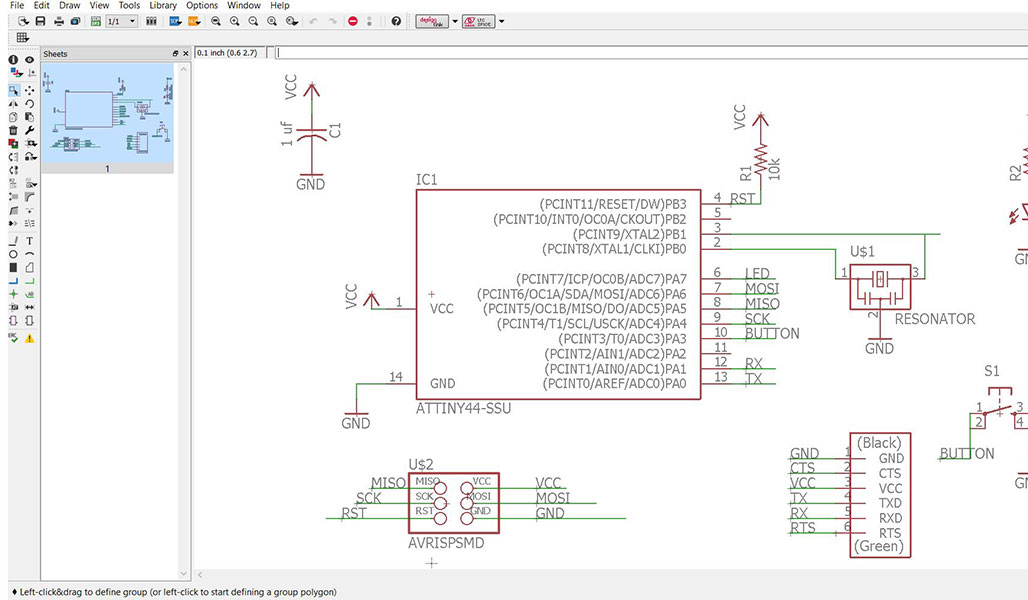 File Edit Draw View Tools Library Options Window Help
1/1
design link
LTC SPICE
Sheets
0.1 inch (0.6 2.7)
1
VCC
1 uf
C1
GND
VCC
R1
10k
R2
IC1
(PCINT11/RESET/DW)PB3 4 RST
(PCINT10/INT0/OC0A/CKOUT)PB2 5
(PCINT9/XTAL2)PB1 3
(PCINT8/XTAL1/CLKI)PB0 2
(PCINT7/ICP/OC0B/ADC7)PA7 6 LED
(PCINT6/OC1A/SDA/MOSI/ADC6)PA6 7 MOSI
(PCINT5/OC1B/MISO/DO/ADC5)PA5 8 MISO
(PCINT4/T1/SCL/USCK/ADC4)PA4 9 SCK
(PCINT3/T0/ADC3)PA3 10 BUTTON
(PCINT2/AIN1/ADC2)PA2 11
(PCINT1/AIN0/ADC1)PA1 12 RX
(PCINT0/AREF/ADC0)PA0 13 TX
VCC
1 VCC
14 GND
GND
ATTINY44-SSU
U$1
1 3
2
RESONATOR
GND
GN
S1
1 3
2 4
BUTTON
GN
U$2
MISO MISO VCC VCC
SCK SCK MOSI MOSI
RST RST GND GND
AVRISPSMD
(Black)
GND 1 GND
CTS 2 CTS
VCC 3 VCC
TX 4 TXD
RX 5 RXD
RTS 6 RTS
(Green)
Left-click&drag to define group (or left-click to start defining a group polygon)